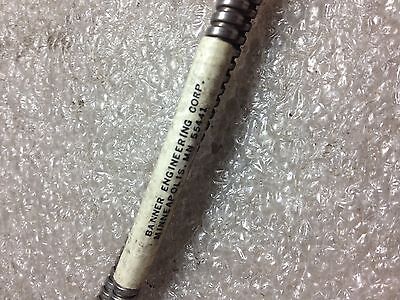 BANNER ENGINEERING CORP.
MINNEAPOLIS, MN 55441